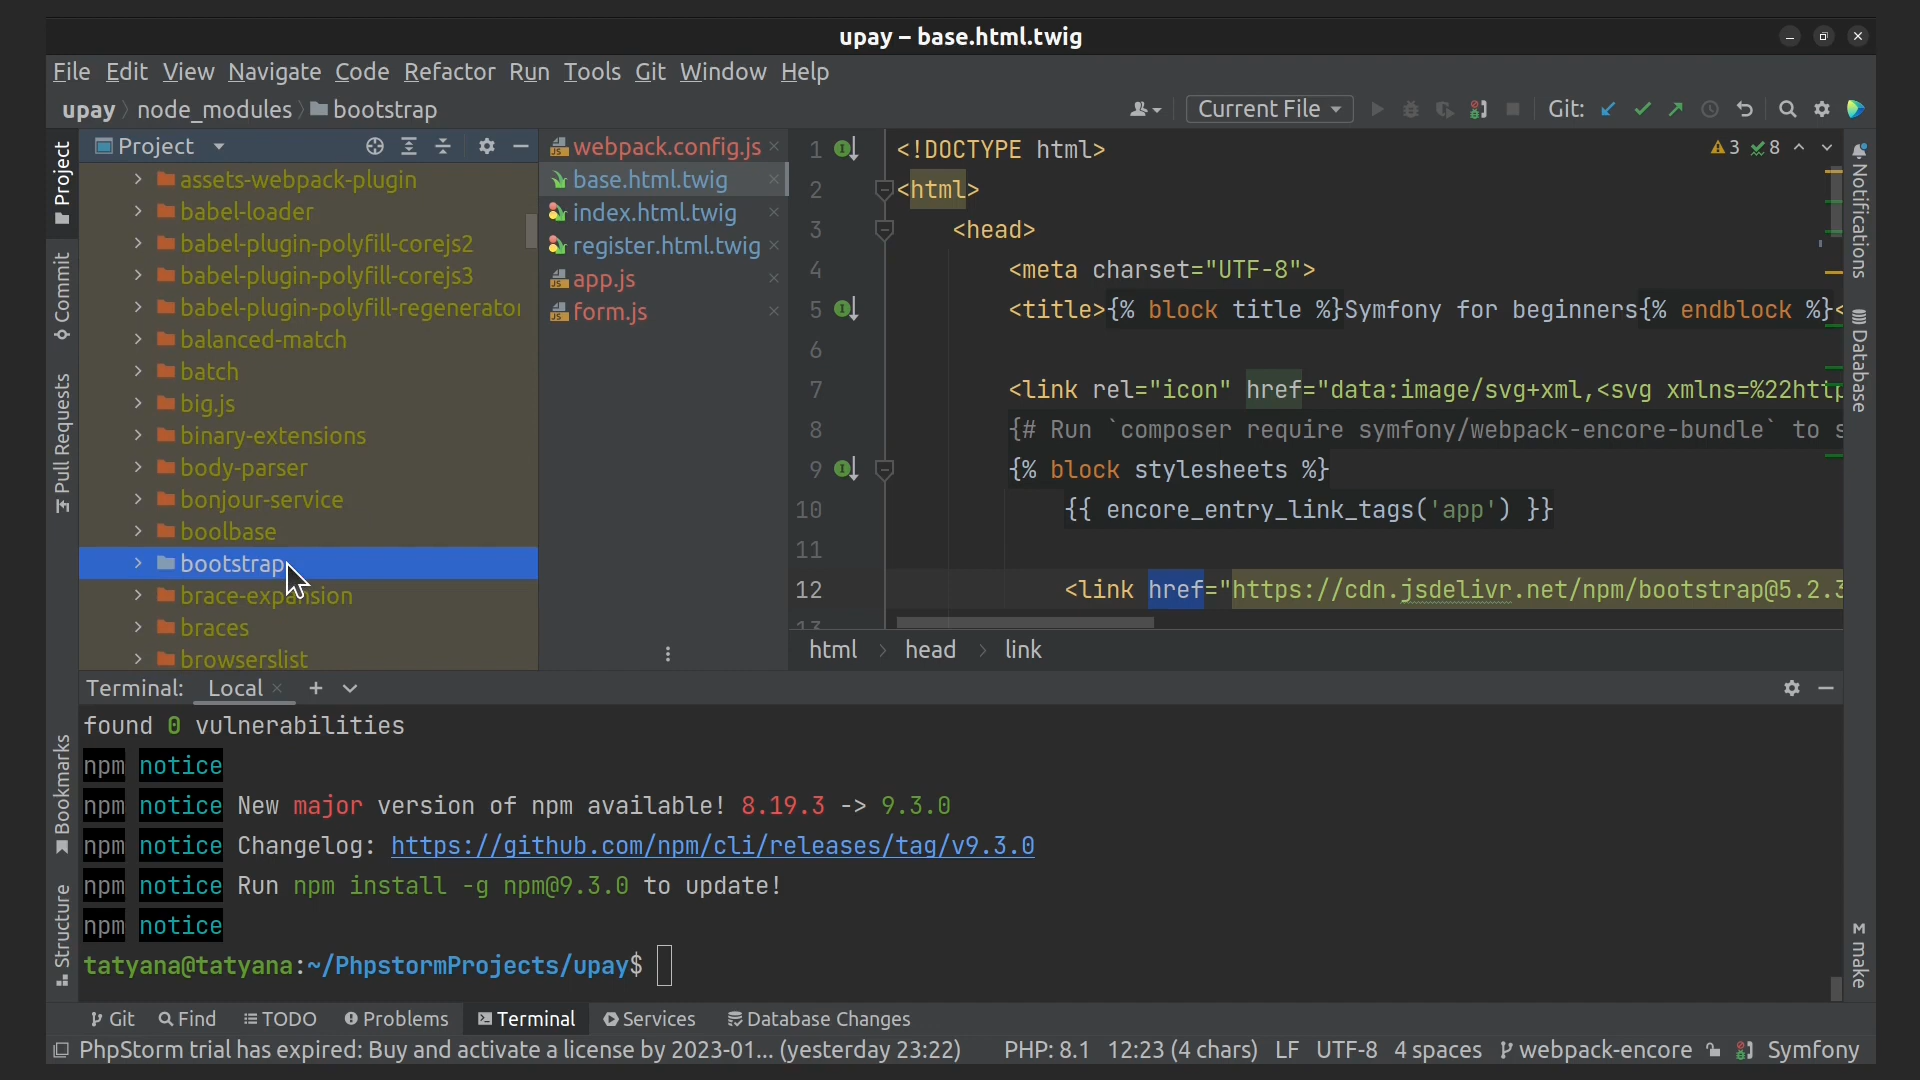 upay – base.html.twig
File Edit View Navigate Code Refactor Run Tools Git Window Help
upay node_modules bootstrap
Current File
Git:
Project
Project
Commit
Pull Requests
Bookmarks
Structure
assets-webpack-plugin
babel-loader
babel-plugin-polyfill-corejs2
babel-plugin-polyfill-corejs3
babel-plugin-polyfill-regenerator
balanced-match
batch
big.js
binary-extensions
body-parser
bonjour-service
boolbase
bootstrap
brace-expansion
braces
browserslist
webpack.config.js
base.html.twig
index.html.twig
register.html.twig
app.js
form.js
3 8
1 <!DOCTYPE html>
2 <html>
3 <head>
4 <meta charset="UTF-8">
5 <title>{% block title %}Symfony for beginners{% endblock %}<
6
7 <link rel="icon" href="data:image/svg+xml,<svg xmlns=%22http
8 {# Run `composer require symfony/webpack-encore-bundle` to s
9 {% block stylesheets %}
10 {{ encore_entry_link_tags('app') }}
11
12 <link href="https://cdn.jsdelivr.net/npm/bootstrap@5.2.3
13
html head link
Notifications
Database
make
Terminal: Local
found 0 vulnerabilities
npm notice
npm notice New major version of npm available! 8.19.3 -> 9.3.0
npm notice Changelog: https://github.com/npm/cli/releases/tag/v9.3.0
npm notice Run npm install -g npm@9.3.0 to update!
npm notice
tatyana@tatyana:~/PhpstormProjects/upay$
Git Find TODO Problems Terminal Services Database Changes
PhpStorm trial has expired: Buy and activate a license by 2023-01... (yesterday 23:22) PHP: 8.1 12:23 (4 chars) LF UTF-8 4 spaces webpack-encore Symfony